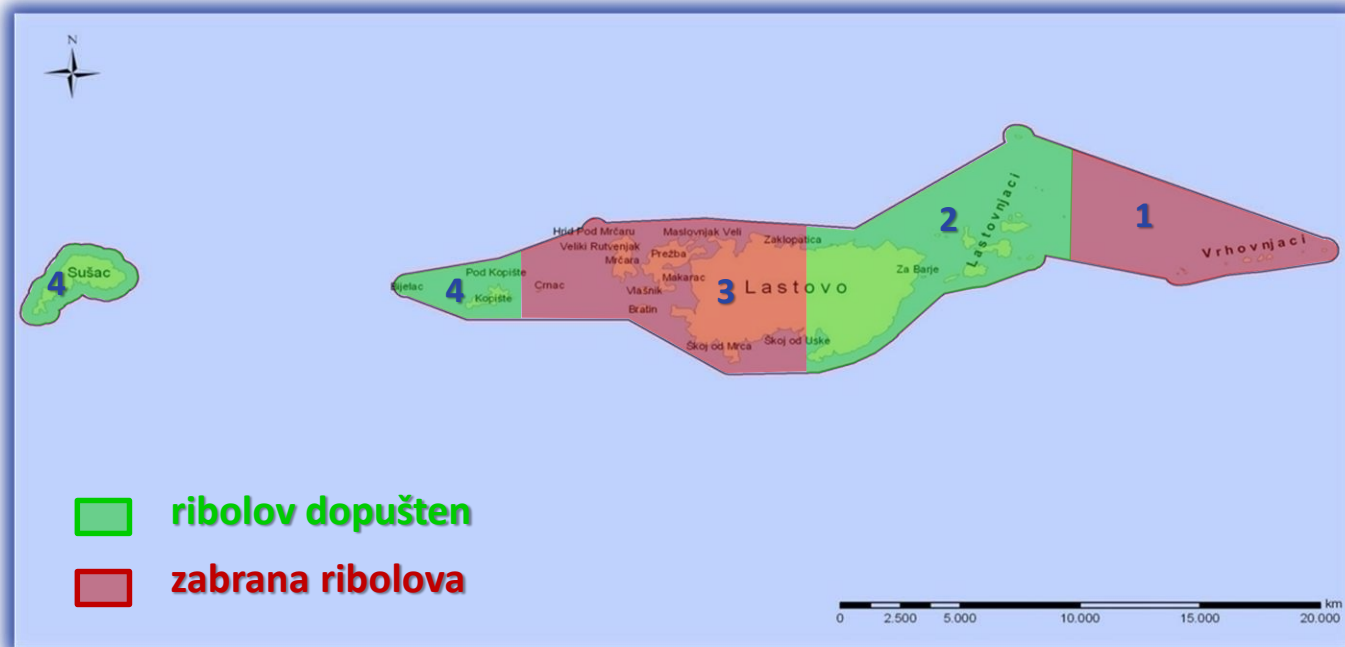 N
Hrid Pod Mrčaru
Maslovnjak Veli
Zaklopatica
Veliki Rutvenjak
Prežba
Mrčara
Makarac
Vlašnik
Bratin
Crnac
Pod Kopište
Kopište
Bijelac
Sušac
4
4
3
Lastovo
Škoj od Mrca
Škoj od Uske
Za Barje
2
Lastovnjaci
1
Vrhovnjaci
ribolov dopušten
zabrana ribolova
km
0 2.500 5.000 10.000 15.000 20.000